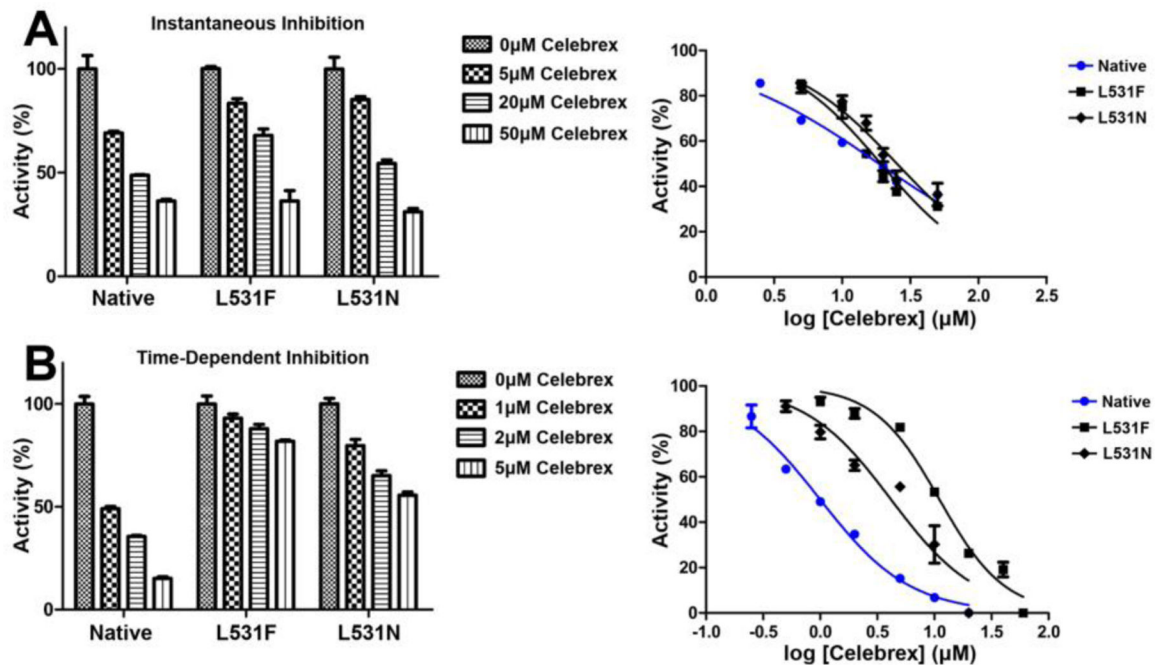 A
Instantaneous Inhibition
Activity (%)
100
50
0
Native
L531F
L531N
0µM Celebrex
5µM Celebrex
20µM Celebrex
50µM Celebrex
Activity (%)
100
80
60
40
20
0
0.0
0.5
1.0
1.5
2.0
2.5
log [Celebrex] (µM)
Native
L531F
L531N
B
Time-Dependent Inhibition
Activity (%)
100
50
0
Native
L531F
L531N
0µM Celebrex
1µM Celebrex
2µM Celebrex
5µM Celebrex
Activity (%)
100
80
60
40
20
0
-1.0
-0.5
0.0
0.5
1.0
1.5
2.0
log [Celebrex] (µM)
Native
L531F
L531N